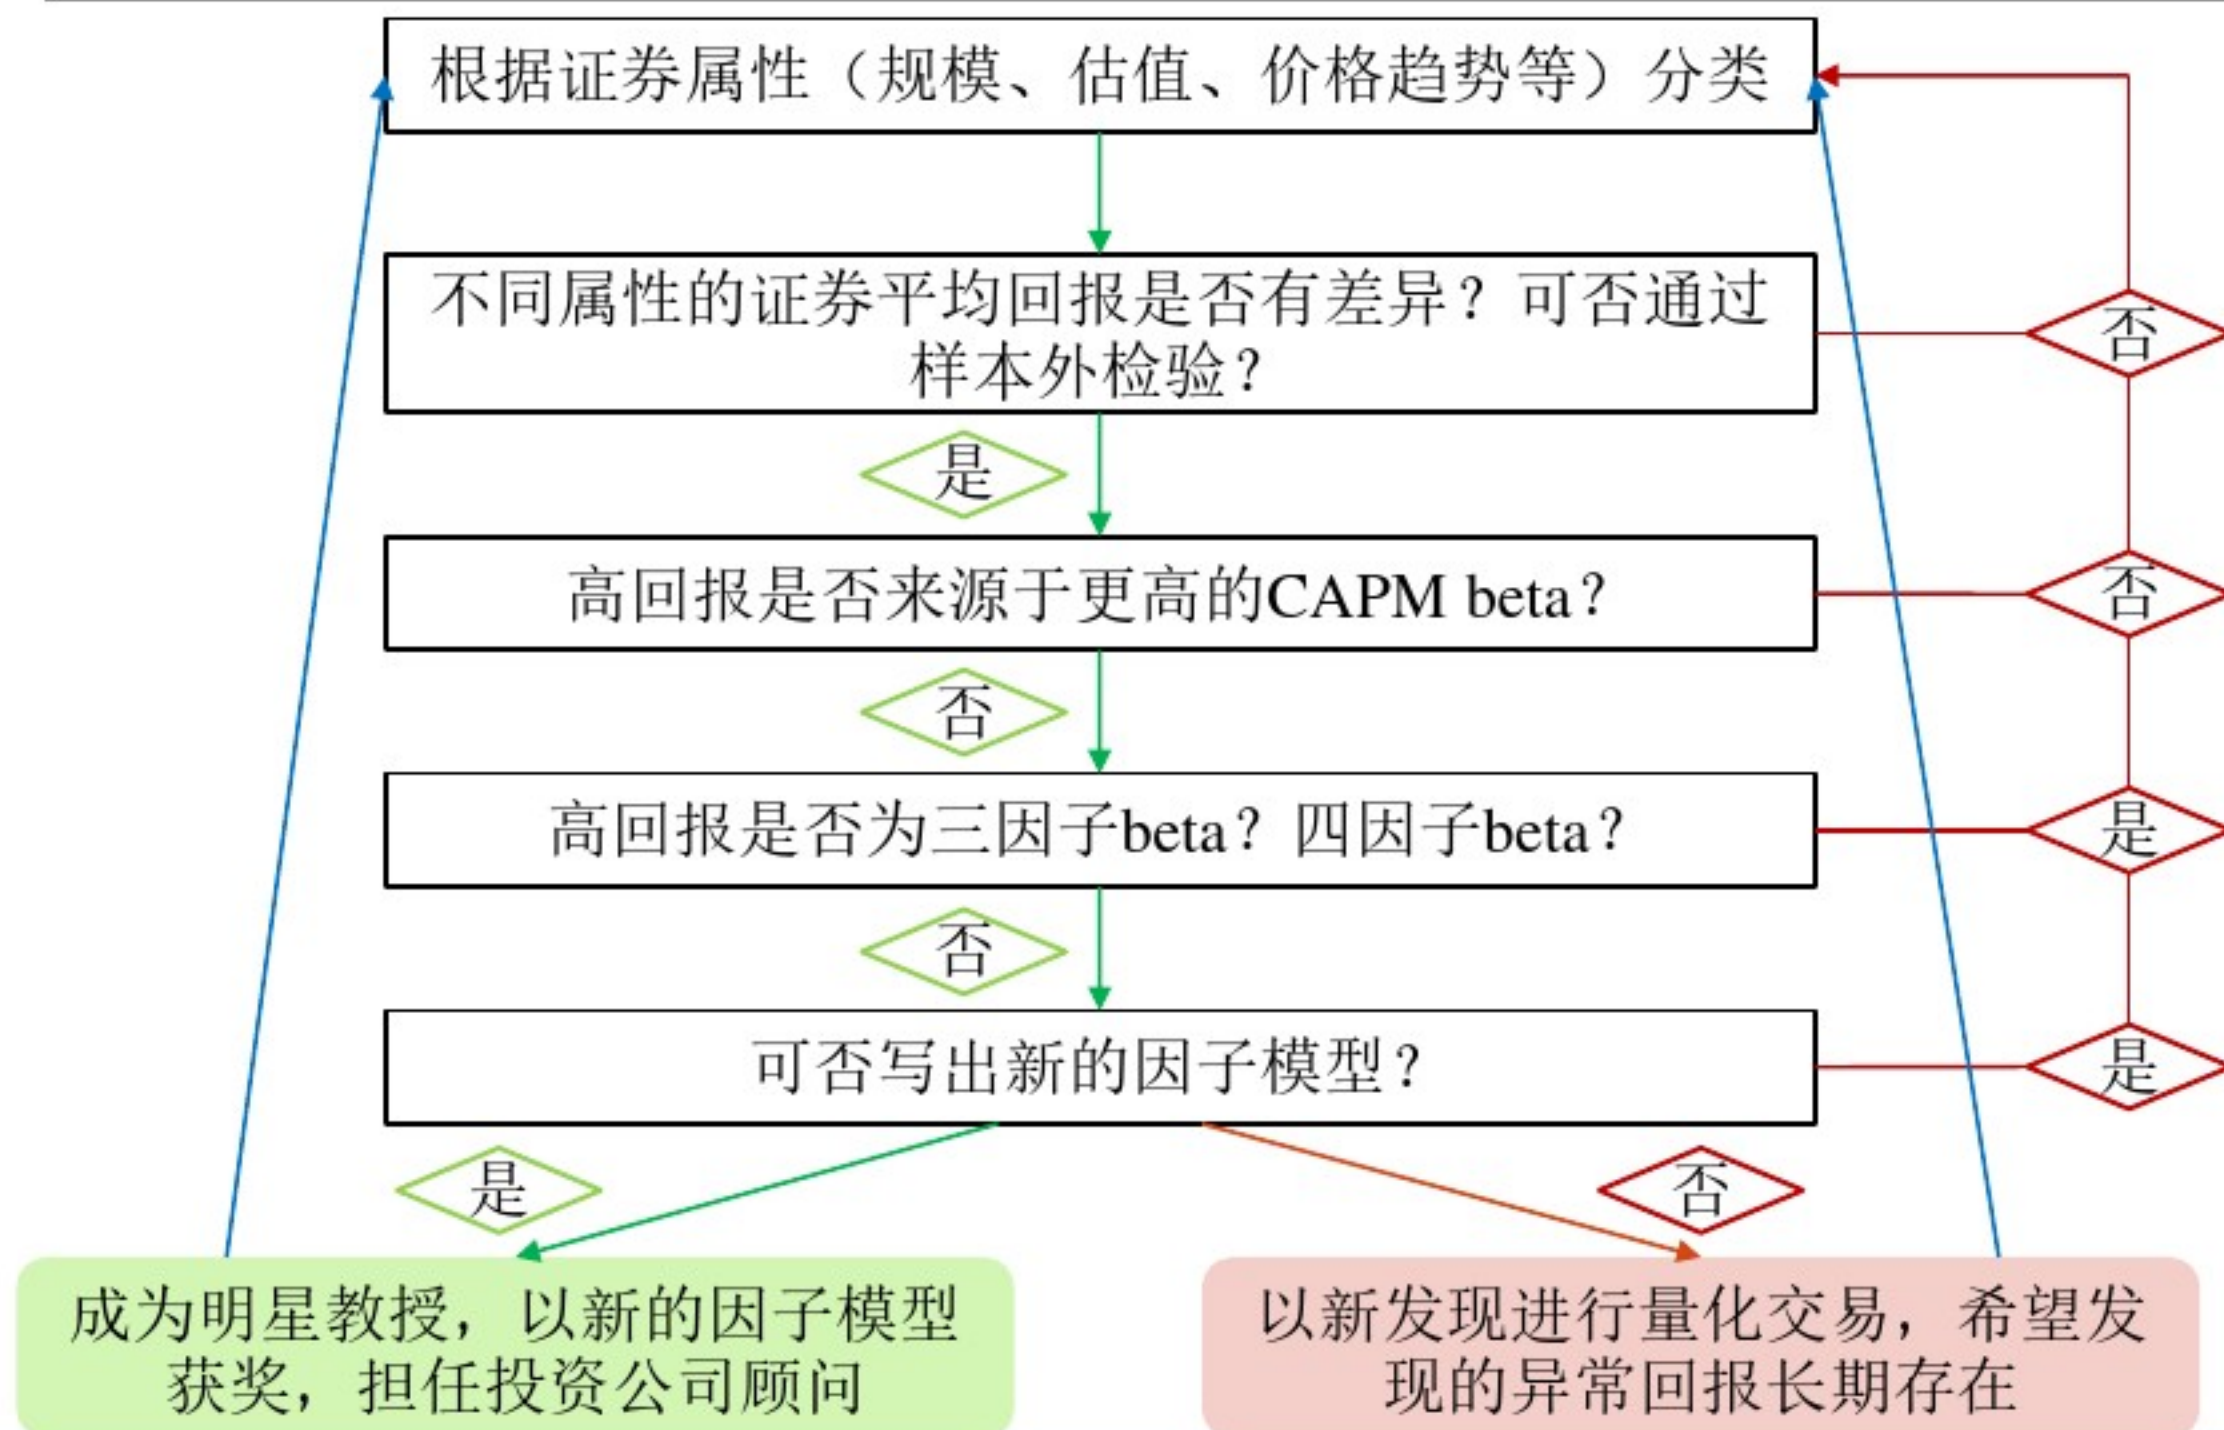 根据证券属性（规模、估值、价格趋势等）分类
不同属性的证券平均回报是否有差异？可否通过
样本外检验？
否
是
高回报是否来源于更高的CAPM beta？
否
否
高回报是否为三因子beta？四因子beta？
是
否
可否写出新的因子模型？
是
是
否
成为明星教授，以新的因子模型
获奖，担任投资公司顾问
以新发现进行量化交易，希望发
现的异常回报长期存在